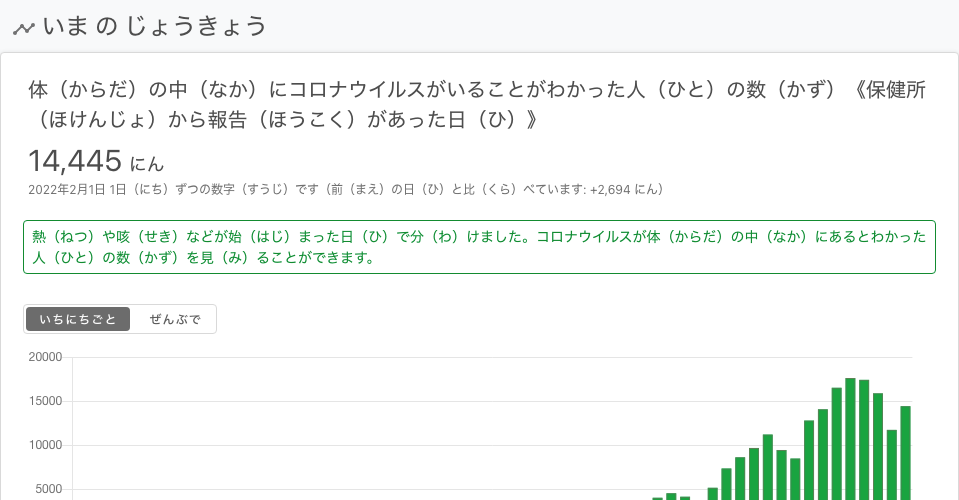 いま の じょうきょう
体（からだ）の中（なか）にコロナウイルスがいることがわかった人（ひと）の数（かず）《保健所
（ほけんじょ）から報告（ほうこく）があった日（ひ）》
14,445 にん
2022年2月1日 1日（にち）ずつの数字（すうじ）です（前（まえ）の日（ひ）と比（くら）べています: +2,694 にん）
熱（ねつ）や咳（せき）などが始（はじ）まった日（ひ）で分（わ）けました。コロナウイルスが体（からだ）の中（なか）にあるとわかった
人（ひと）の数（かず）を見（み）ることができます。
いちにちごと ぜんぶで
20000
15000
10000
5000